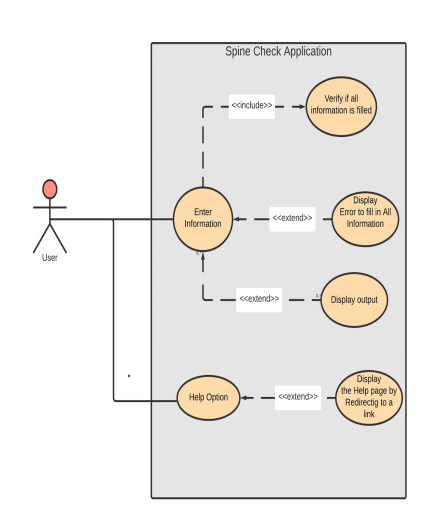 Spine Check Application
Verify if all
information is filled
<<include>>
Enter
Information
<<extend>>
Display
Error to fill in All
Information
User
<<extend>>
Display output
Help Option
<<extend>>
Display
the Help page by
Redirectig to a
link